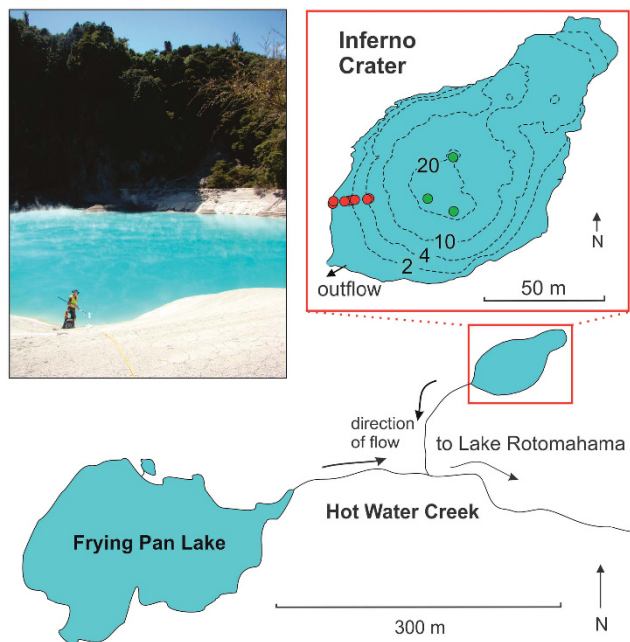 Inferno
Crater
20
10
4
2
outflow
N
50 m
direction
of flow
to Lake Rotomahama
Hot Water Creek
Frying Pan Lake
300 m
N